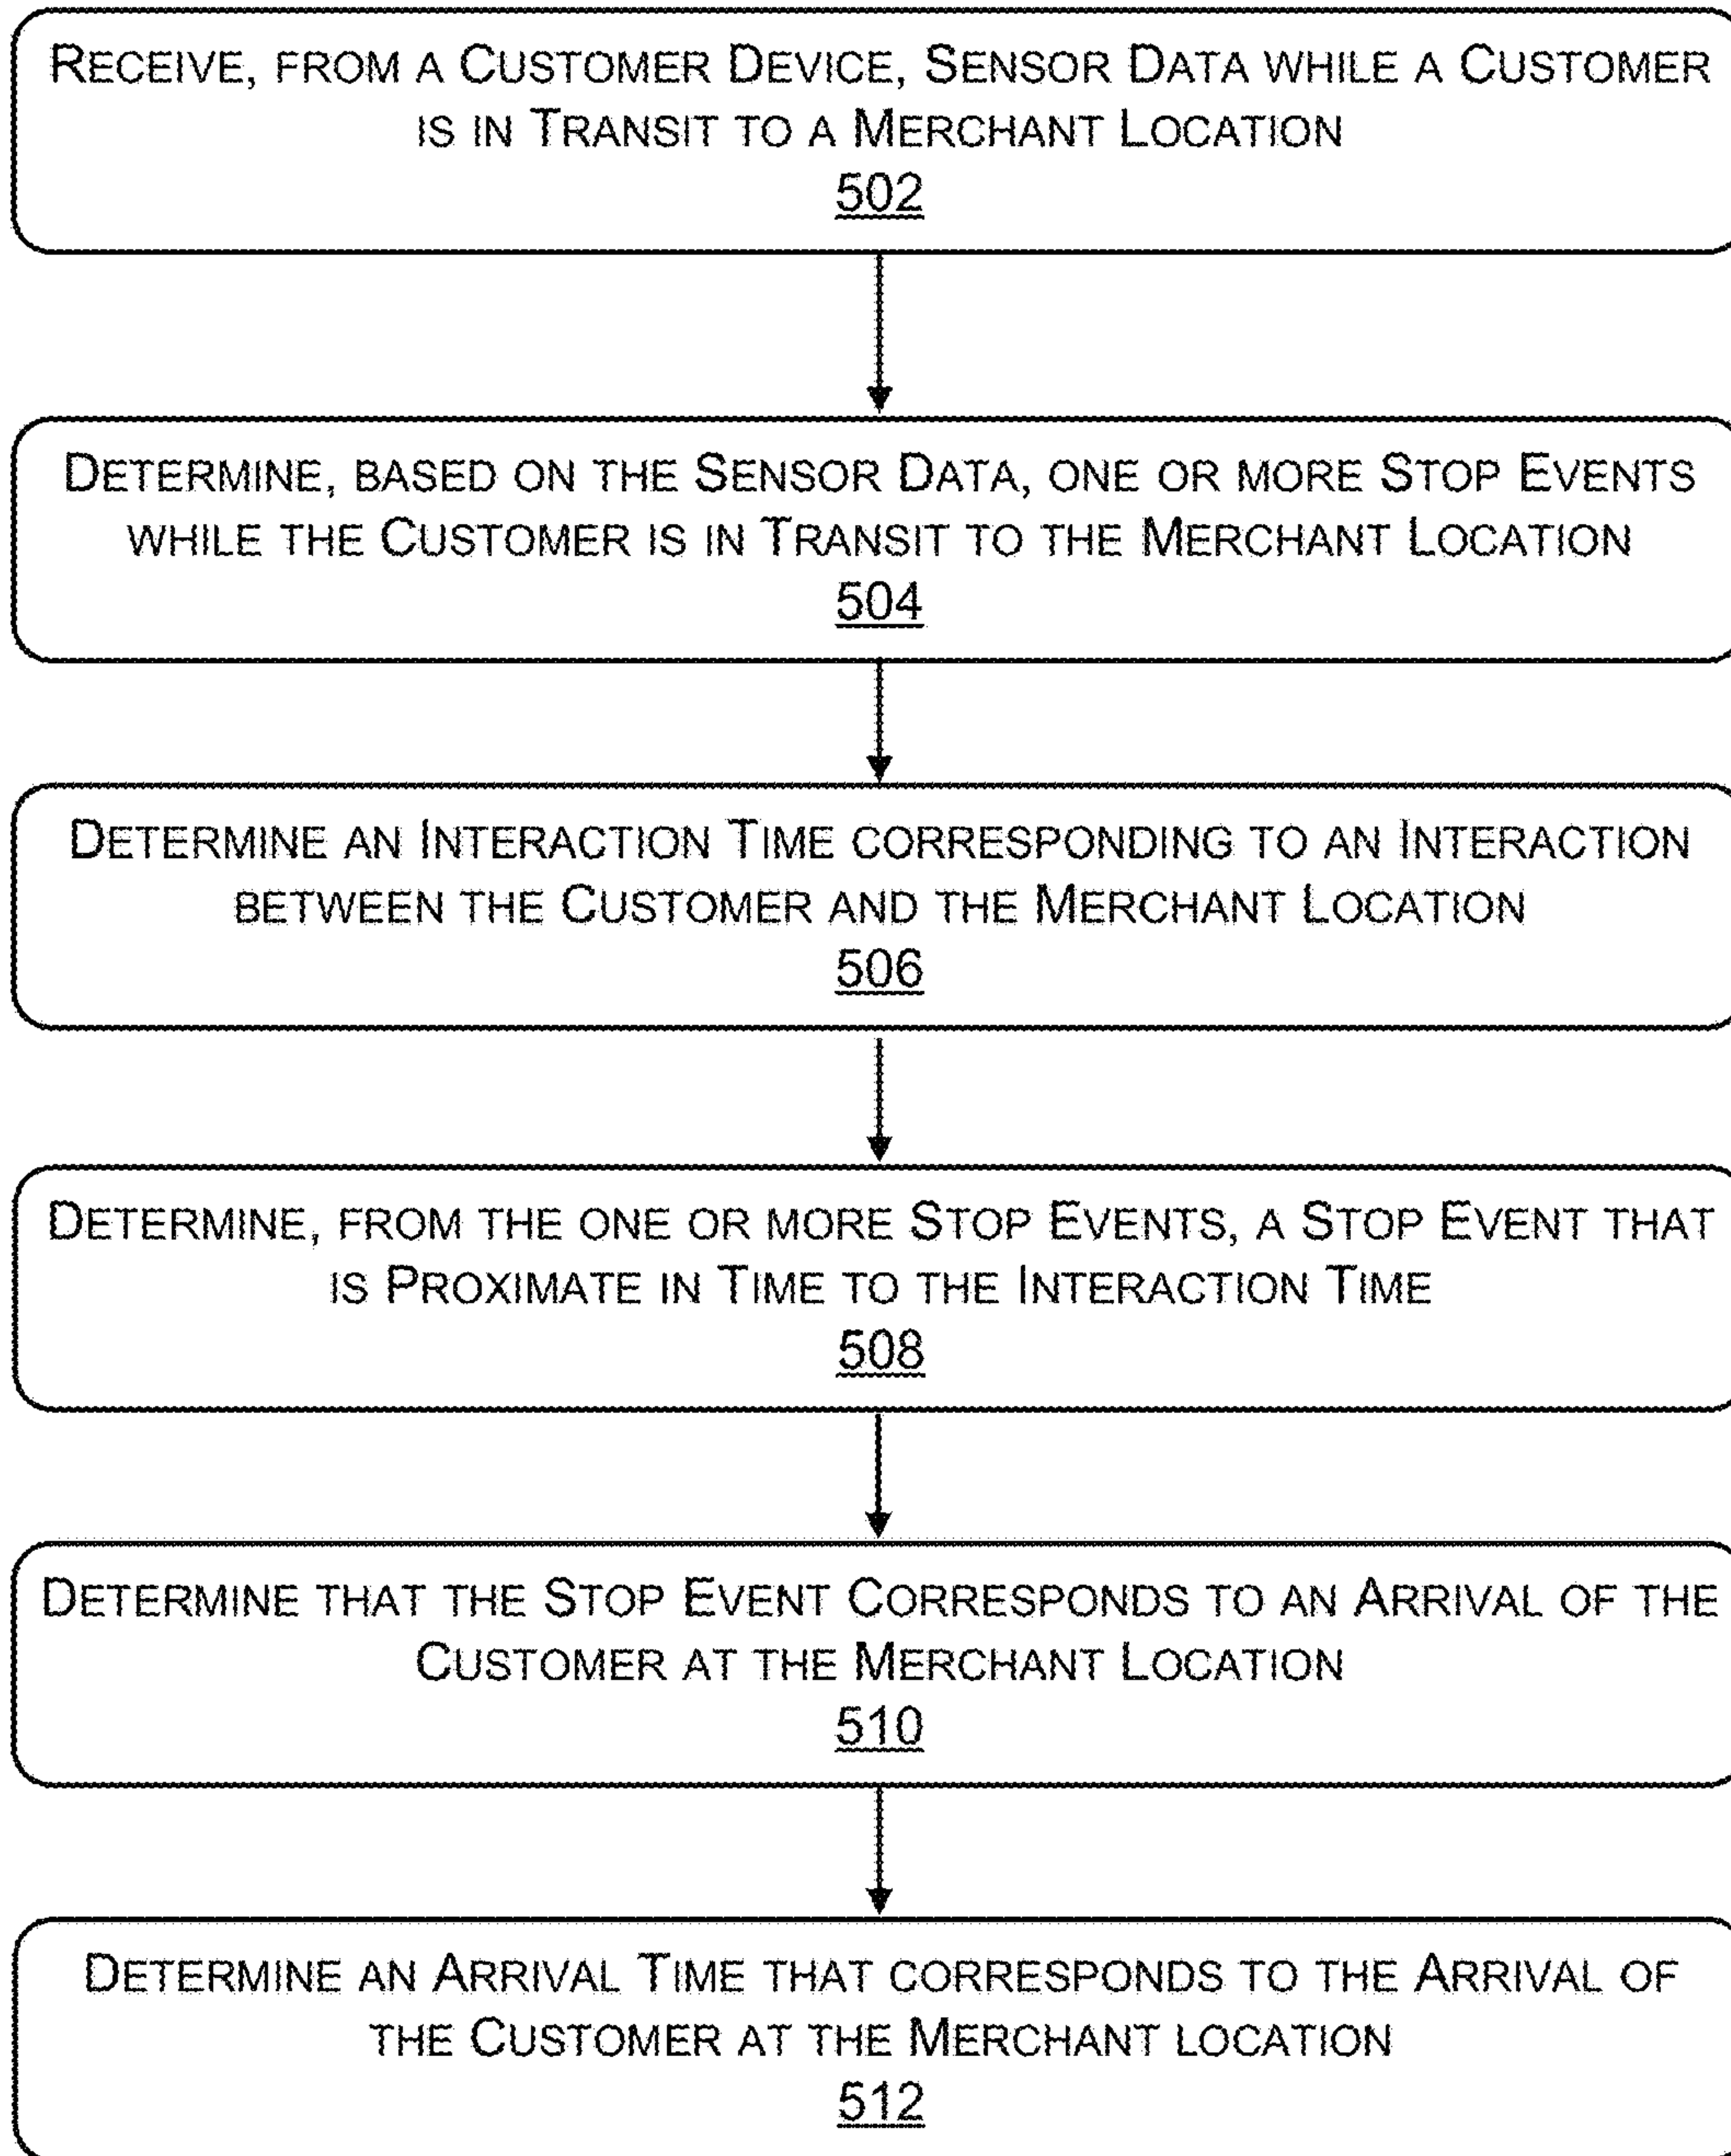 RECEIVE, FROM A CUSTOMER DEVICE, SENSOR DATA WHILE A CUSTOMER
IS IN TRANSIT TO A MERCHANT LOCATION
502
DETERMINE, BASED ON THE SENSOR DATA, ONE OR MORE STOP EVENTS
WHILE THE CUSTOMER IS IN TRANSIT TO THE MERCHANT LOCATION
504
DETERMINE AN INTERACTION TIME CORRESPONDING TO AN INTERACTION
BETWEEN THE CUSTOMER AND THE MERCHANT LOCATION
506
DETERMINE, FROM THE ONE OR MORE STOP EVENTS, A STOP EVENT THAT
IS PROXIMATE IN TIME TO THE INTERACTION TIME
508
DETERMINE THAT THE STOP EVENT CORRESPONDS TO AN ARRIVAL OF THE
CUSTOMER AT THE MERCHANT LOCATION
510
DETERMINE AN ARRIVAL TIME THAT CORRESPONDS TO THE ARRIVAL OF
THE CUSTOMER AT THE MERCHANT LOCATION
512